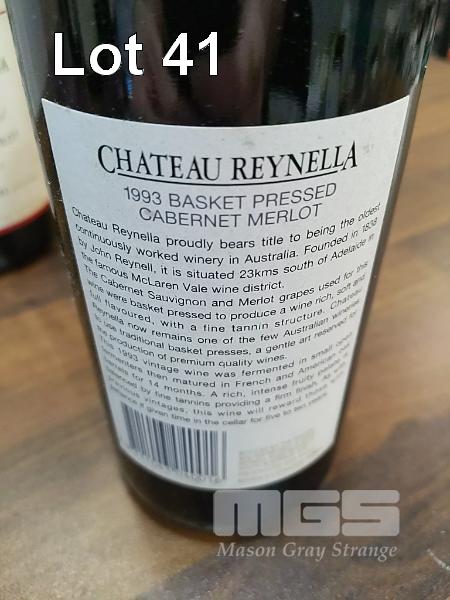 Lot 41
CHATEAU REYNELLA
1993 BASKET PRESSED
CABERNET MERLOT
Chateau Reynella proudly bears title to being the oldest
continuously worked winery in Australia. Founded in 1838
by John Reynell, it is situated 23kms south of Adelaide in
the famous McLaren Vale wine district.
The Cabernet Sauvignon and Merlot grapes used for this
wine were basket pressed to produce a wine rich, soft and
full flavoured, with a fine tannin structure. Chateau
Reynella now remains one of the few Australian wineries
to use traditional basket presses, a gentle art reserved for
the production of premium quality wines.
The 1993 vintage wine was fermented in small open
fermenters then matured in French and American oak
barrels for 14 months. A rich, intense fruity palate is
by fine tannins providing a firm finish. As with
previous vintages, this wine will reward those who
given time in the cellar for five to ten years.
MGS
Mason Gray Strange